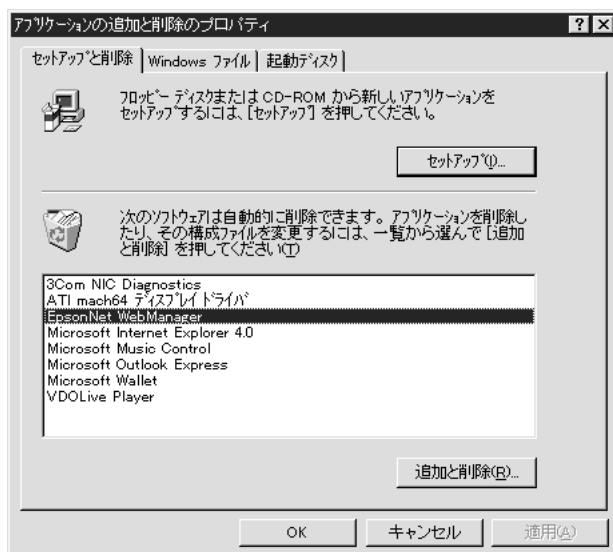 アプリケーションの追加と削除のプロパティ
セットアップと削除 Windows ファイル 起動ディスク
フロッピー ディスクまたは CD-ROM から新しいアプリケーションを
セットアップするには、[セットアップ] を押してください。
セットアップ(I)...
次のソフトウェアは自動的に削除できます。アプリケーションを削除し
たり、その構成ファイルを変更するには、一覧から選んで [追加
と削除] を押してください(T)
3Com NIC Diagnostics
ATI mach64 ディスプレイ ドライバ
EpsonNet WebManager
Microsoft Internet Explorer 4.0
Microsoft Music Control
Microsoft Outlook Express
Microsoft Wallet
VDOLive Player
追加と削除(R)...
OK キャンセル 適用(A)